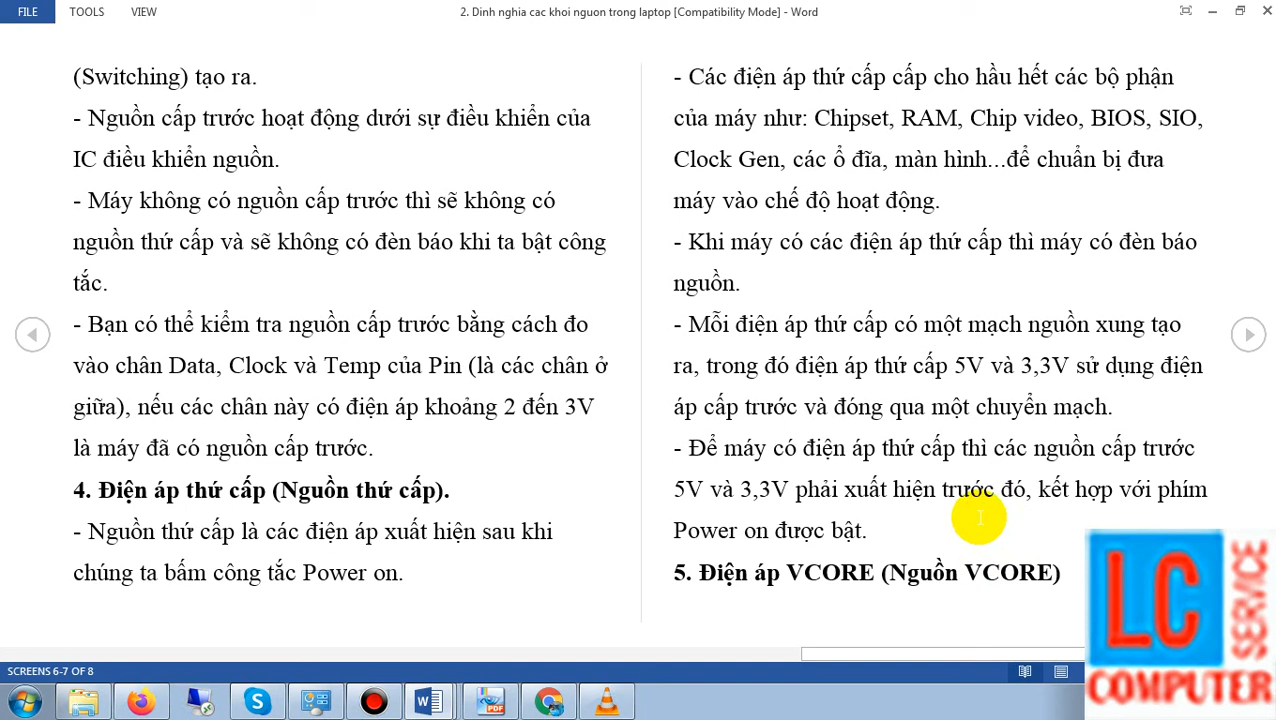 FILE TOOLS VIEW 2. Dinh nghia cac khoi nguon trong laptop [Compatibility Mode] - Word
(Switching) tạo ra.
- Nguồn cấp trước hoạt động dưới sự điều khiển của
IC điều khiển nguồn.
- Máy không có nguồn cấp trước thì sẽ không có
nguồn thứ cấp và sẽ không có đèn báo khi ta bật công
tắc.
- Bạn có thể kiểm tra nguồn cấp trước bằng cách đo
vào chân Data, Clock và Temp của Pin (là các chân ở
giữa), nếu các chân này có điện áp khoảng 2 đến 3V
là máy đã có nguồn cấp trước.
4. Điện áp thứ cấp (Nguồn thứ cấp).
- Nguồn thứ cấp là các điện áp xuất hiện sau khi
chúng ta bấm công tắc Power on.
- Các điện áp thứ cấp cấp cho hầu hết các bộ phận
của máy như: Chipset, RAM, Chip video, BIOS, SIO,
Clock Gen, các ổ đĩa, màn hình...để chuẩn bị đưa
máy vào chế độ hoạt động.
- Khi máy có các điện áp thứ cấp thì máy có đèn báo
nguồn.
- Mỗi điện áp thứ cấp có một mạch nguồn xung tạo
ra, trong đó điện áp thứ cấp 5V và 3,3V sử dụng điện
áp cấp trước và đóng qua một chuyển mạch.
- Để máy có điện áp thứ cấp thì các nguồn cấp trước
5V và 3,3V phải xuất hiện trước đó, kết hợp với phím
Power on được bật.
5. Điện áp VCORE (Nguồn VCORE)
LC
SERVICE
COMPUTER
SCREENS 6-7 OF 8